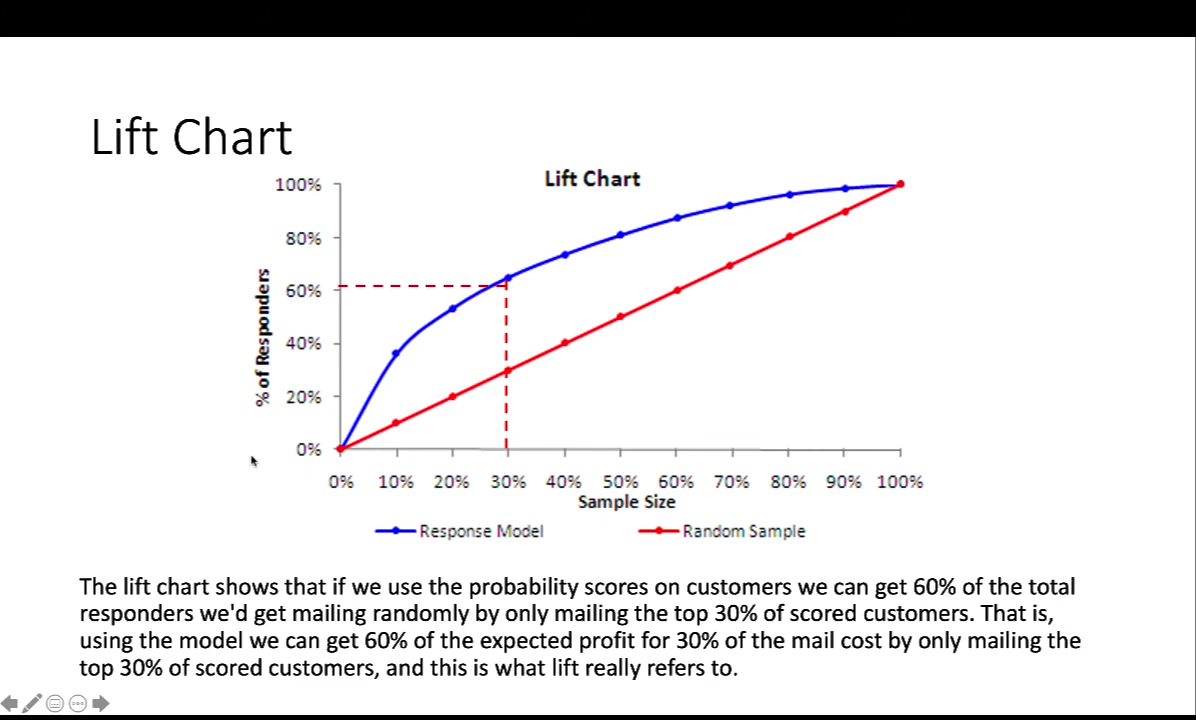 Lift Chart
Lift Chart
100%
80%
60%
40%
20%
0%
% of Responders
0% 10% 20% 30% 40% 50% 60% 70% 80% 90% 100%
Sample Size
Response Model
Random Sample
The lift chart shows that if we use the probability scores on customers we can get 60% of the total
responders we'd get mailing randomly by only mailing the top 30% of scored customers. That is,
using the model we can get 60% of the expected profit for 30% of the mail cost by only mailing the
top 30% of scored customers, and this is what lift really refers to.